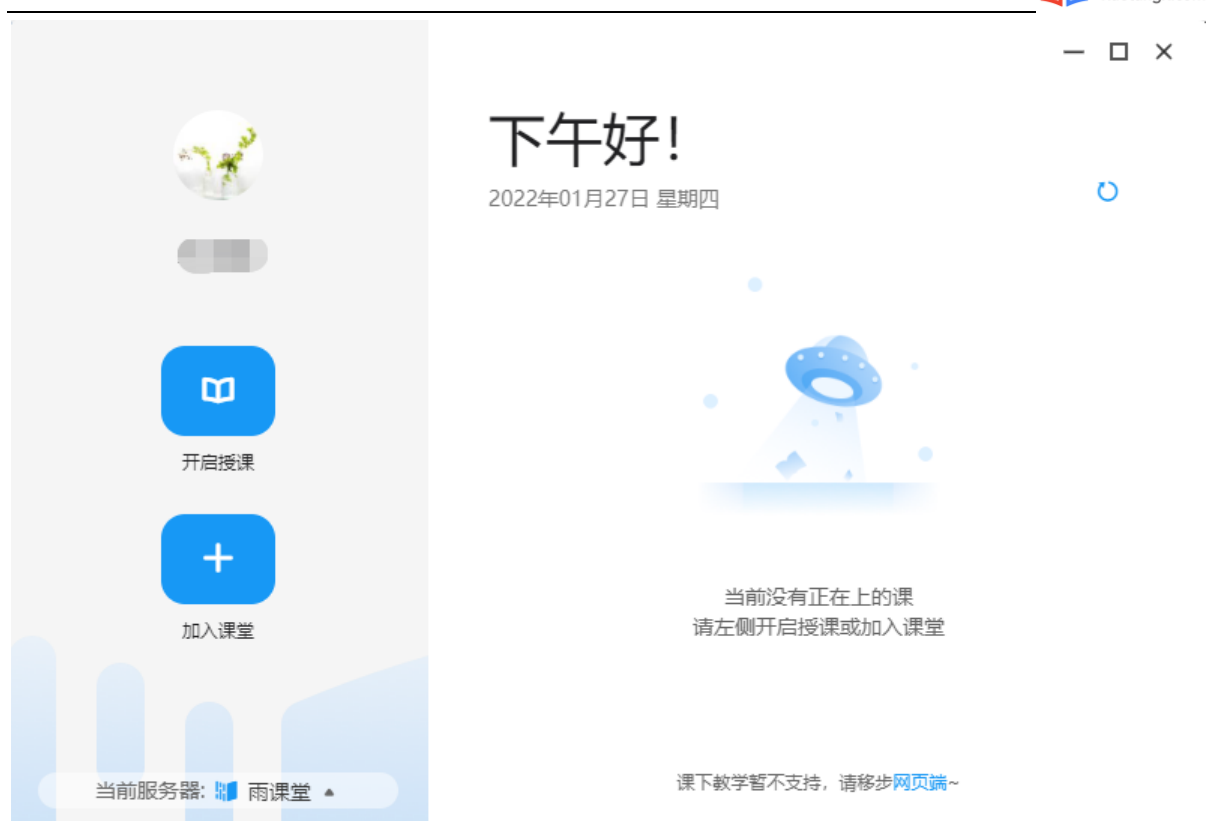 下午好!
2022年01月27日 星期四
开启授课
加入课堂
当前没有正在上的课
请左侧开启授课或加入课堂
当前服务器: 雨课堂
课下教学暂不支持，请移步网页端~